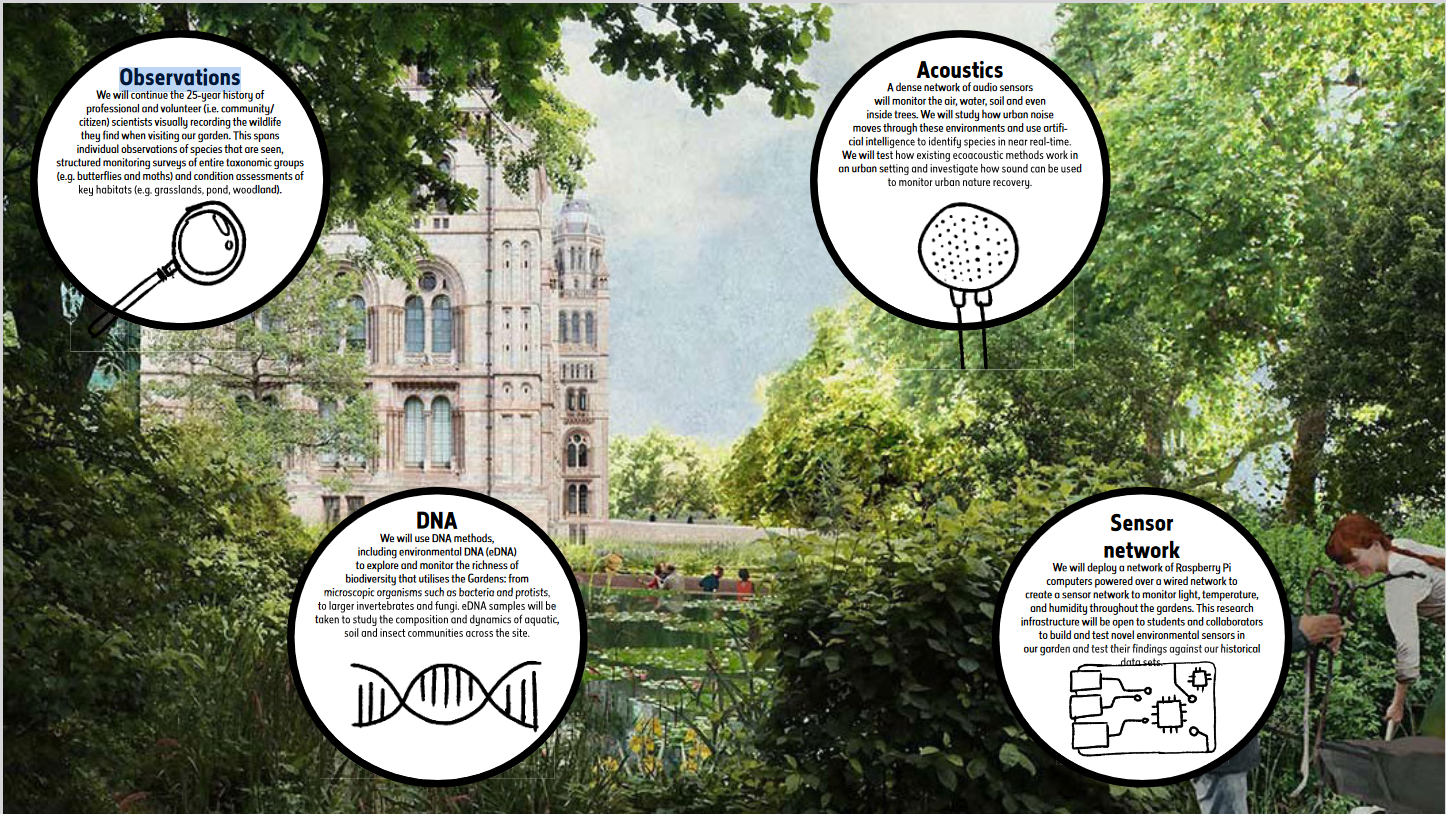 Observations
We will continue the 25-year history of
professional and volunteer (i.e. community/
citizen) scientists visually recording the wildlife
they find when visiting our garden. This spans
individual observations of species that are seen,
structured monitoring surveys of entire taxonomic groups
(e.g. butterflies and moths) and condition assessments of
key habitats (e.g. grasslands, pond, woodland).
Acoustics
A dense network of audio sensors
will monitor the air, water, soil and even
inside trees. We will study how urban noise
moves through these environments and use artifi-
cial intelligence to identify species in near real-time.
We will test how existing ecoacoustic methods work in
an urban setting and investigate how sound can be used
to monitor urban nature recovery.
DNA
We will use DNA methods,
including environmental DNA (eDNA)
to explore and monitor the richness of
biodiversity that utilises the Gardens: from
microscopic organisms such as bacteria and protists,
to larger invertebrates and fungi. eDNA samples will be
taken to study the composition and dynamics of aquatic,
soil and insect communities across the site.
Sensor
network
We will deploy a network of Raspberry Pi
computers powered over a wired network to
create a sensor network to monitor light, temperature,
and humidity throughout the gardens. This research
infrastructure will be open to students and collaborators
to build and test novel environmental sensors in
our garden and test their findings against our historical
data sets.